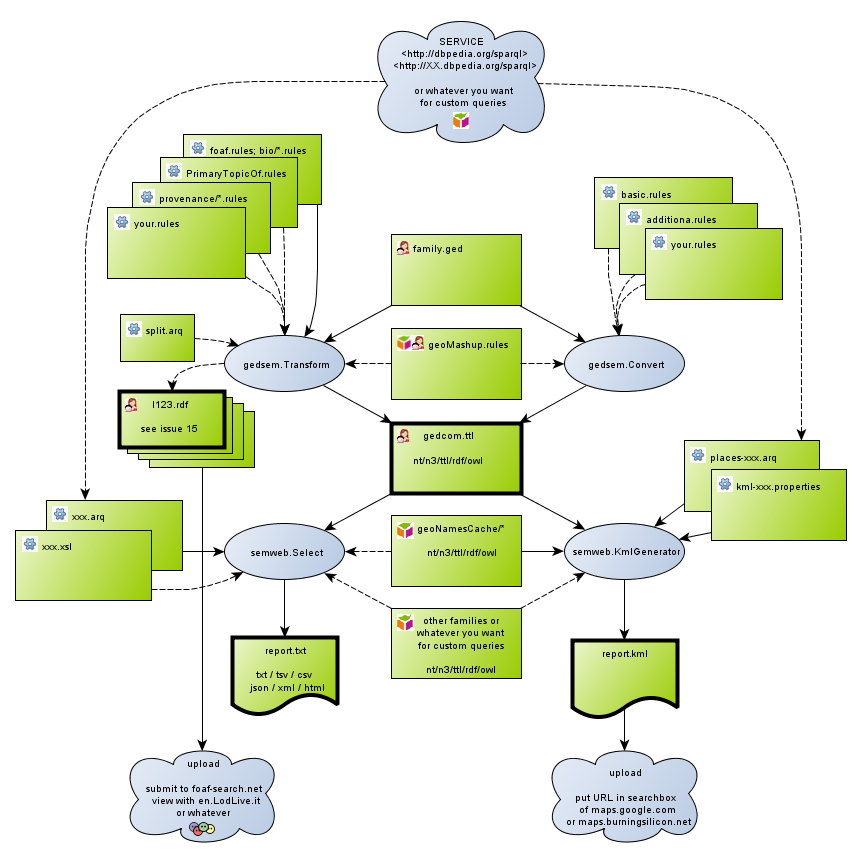 SERVICE
<http://dbpedia.org/sparql>
<http://XX.dbpedia.org/sparql>
or whatever you want
for custom queries
foaf.rules; bio/*.rules
PrimaryTopicOf.rules
provenance/*.rules
your.rules
basic.rules
additiona.rules
your.rules
family.ged
split.arq
gedsem.Transform
geoMashup.rules
gedsem.Convert
I123.rdf
see issue 15
gedcom.ttl
nt/n3/ttl/rdf/owl
places-xxx.arq
kml-xxx.properties
xxx.arq
xxx.xsl
semweb.Select
geoNamesCache/*
nt/n3/ttl/rdf/owl
semweb.KmlGenerator
other families or
whatever you want
for custom queries
nt/n3/ttl/rdf/owl
report.txt
txt / tsv / csv
json / xml / html
report.kml
upload
submit to foaf-search.net
view with en.LodLive.it
or whatever
upload
put URL in searchbox
of maps.google.com
or maps.burningsilicon.net